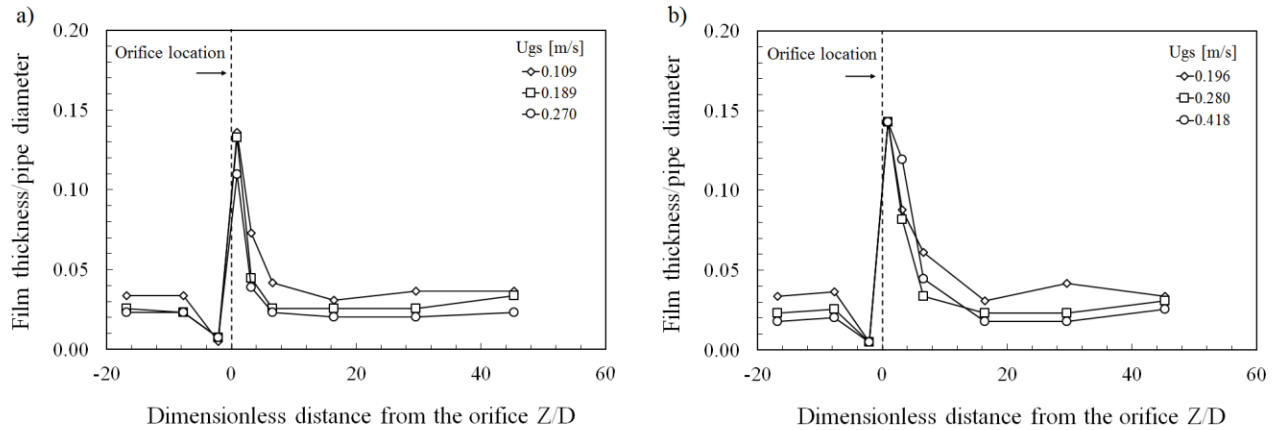 a)
Film thickness/pipe diameter
0.20
0.15
0.10
0.05
0.00
Orifice location
Ugs [m/s]
0.109
0.189
0.270
-20
0
20
40
60
Dimensionless distance from the orifice Z/D
b)
Film thickness/pipe diameter
0.20
0.15
0.10
0.05
0.00
Orifice location
Ugs [m/s]
0.196
0.280
0.418
-20
0
20
40
60
Dimensionless distance from the orifice Z/D